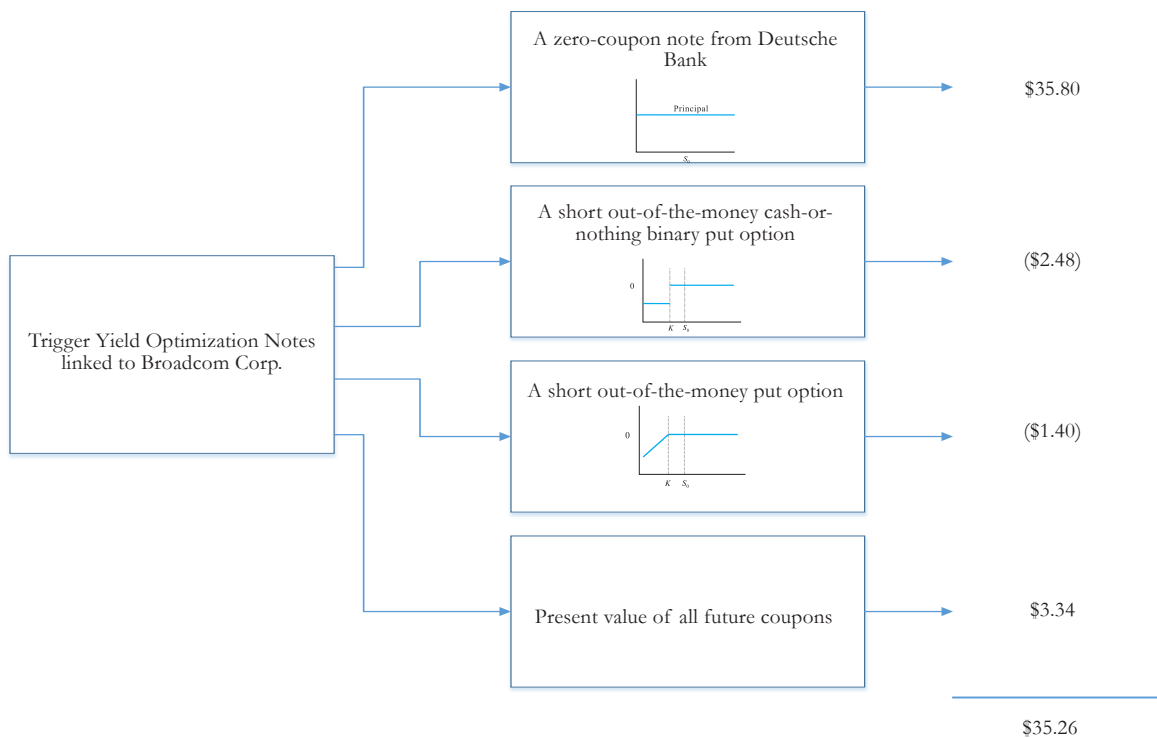 A zero-coupon note from Deutsche
Bank
Principal
S₀
$35.80
A short out-of-the-money cash-or-
nothing binary put option
0
K
S₀
($2.48)
Trigger Yield Optimization Notes
linked to Broadcom Corp.
A short out-of-the-money put option
0
K
S₀
($1.40)
Present value of all future coupons
$3.34
$35.26